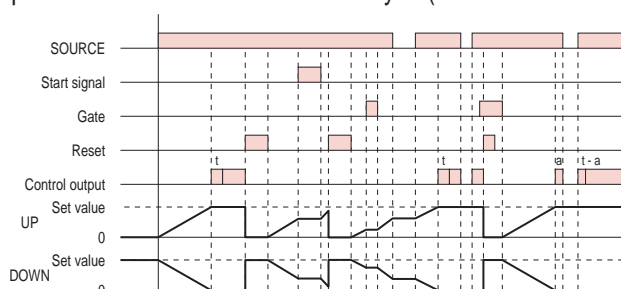 SOURCE
Start signal
Gate
Reset
t
t
a
t - a
Control output
Set value
UP
0
Set value
DOWN